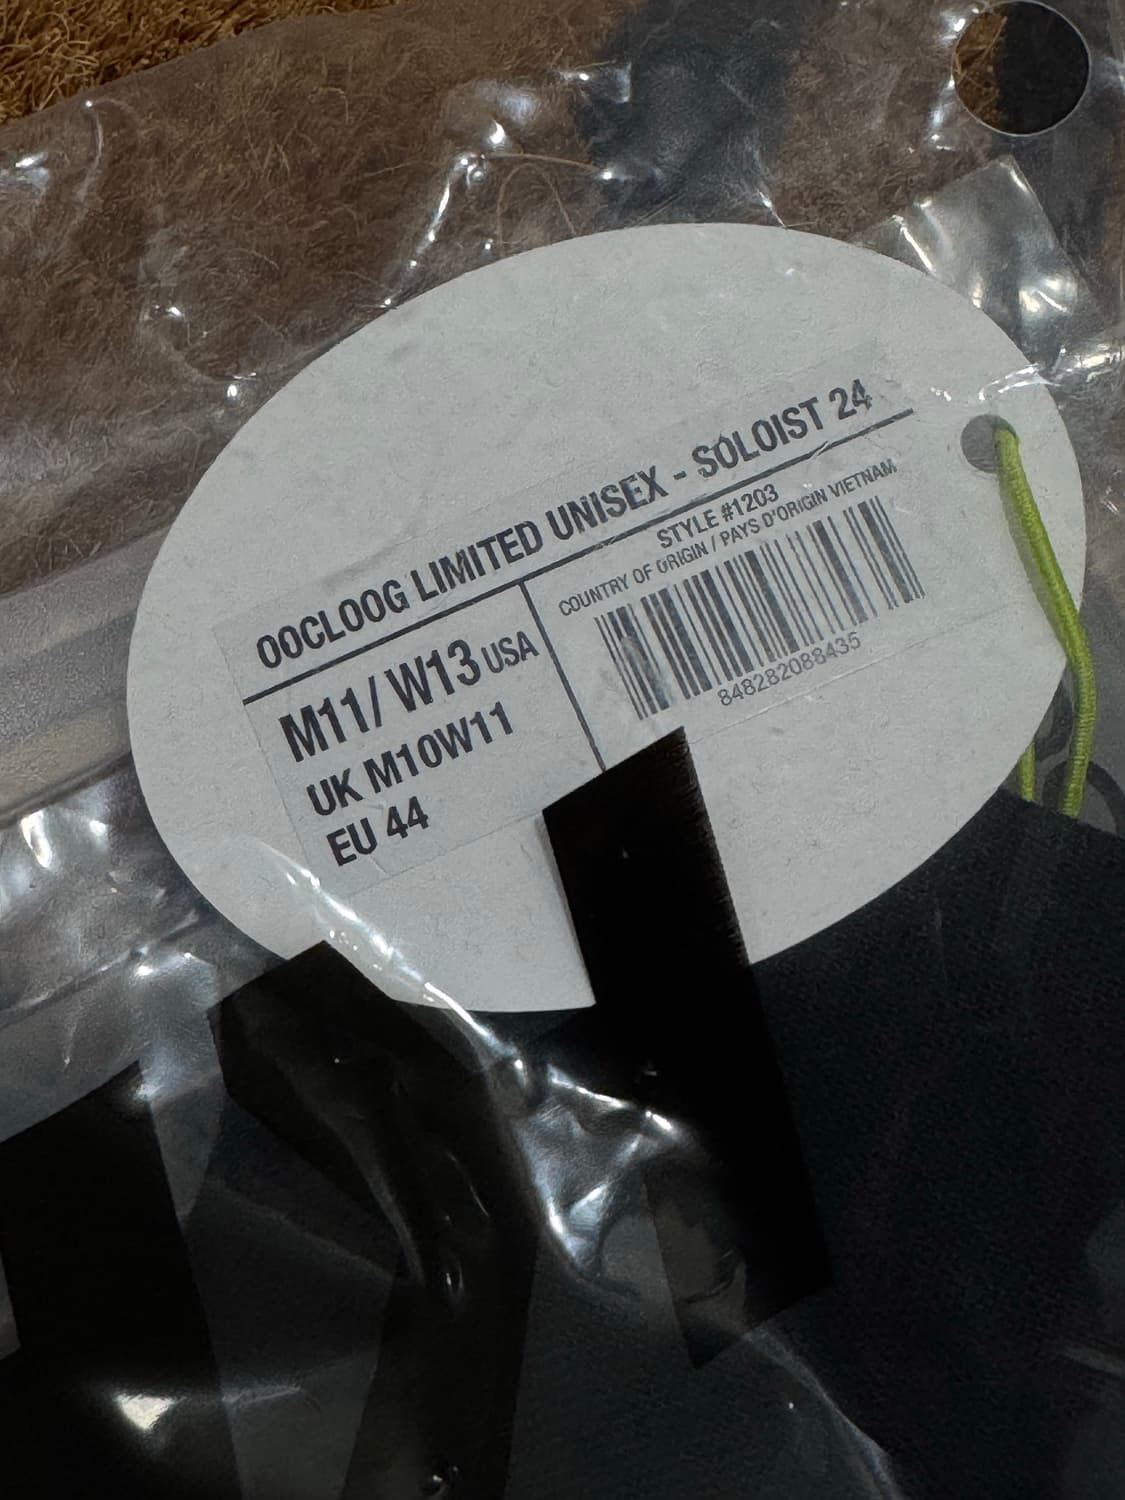 OOCLOOG LIMITED UNISEX - SOLOIST 24
STYLE #1203
COUNTRY OF ORIGIN / PAYS D'ORIGIN VIETNAM
M11/ W13 USA
UK M10W11
EU 44
848282088435